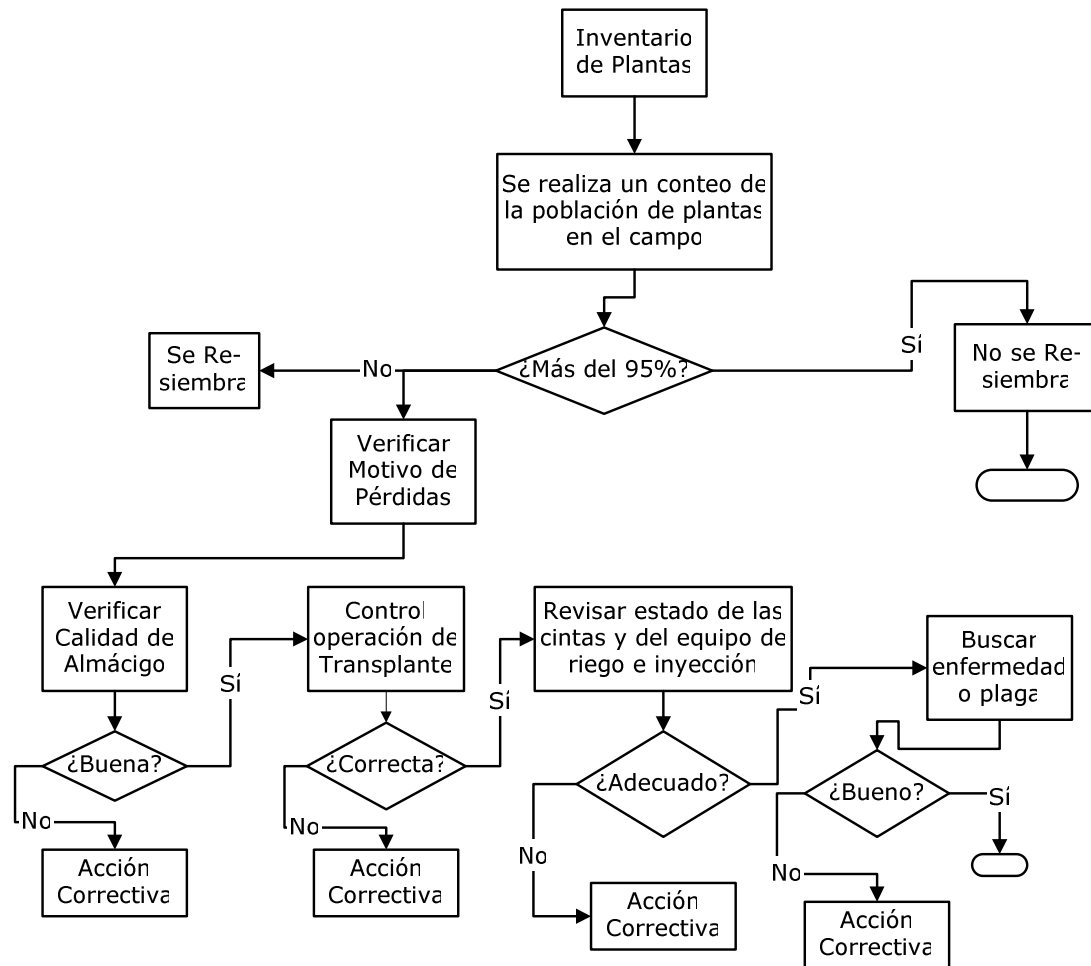 Inventario
de Plantas
Se realiza un conteo de
la población de plantas
en el campo
¿Más del 95%?
No
Sí
Se Re-
siembra
No se Re-
siembra
Verificar
Motivo de
Pérdidas
Verificar
Calidad de
Almácigo
Sí
Control
operación de
Transplante
Sí
Revisar estado de las
cintas y del equipo de
riego e inyección
Sí
Buscar
enfermedad
o plaga
¿Buena?
¿Correcta?
¿Adecuado?
¿Bueno?
Sí
No
No
No
No
Acción
Correctiva
Acción
Correctiva
Acción
Correctiva
Acción
Correctiva